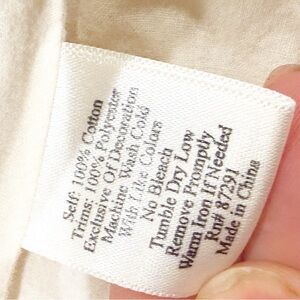 Self: 100% Cotton
Trims: 100% Polyester
Exclusive Of Decoration
Machine Wash Cold
With Like Colors
No Bleach
Tumble Dry Low
Remove Promptly
Warm Iron If Needed
Rn# 87291
Made in China